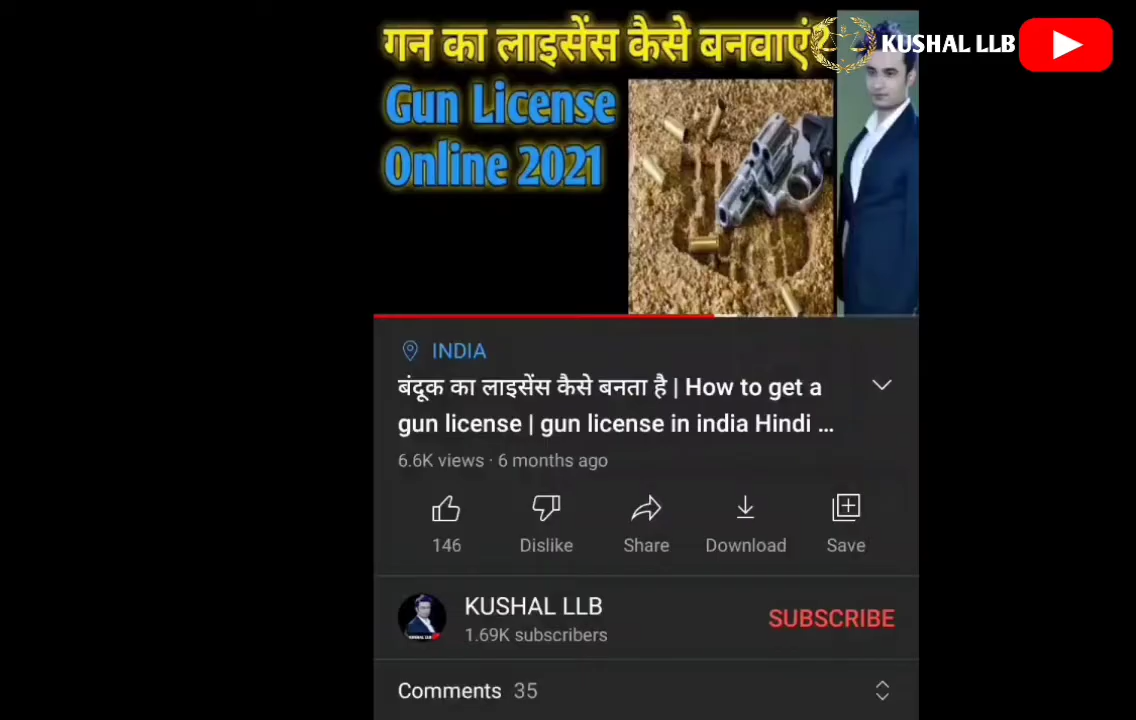 गन का लाइसेंस कैसे बनवाएं?
KUSHAL LLB
Gun License
Online 2021
INDIA
बंदूक का लाइसेंस कैसे बनता है | How to get a
gun license | gun license in india Hindi ...
6.6K views · 6 months ago
146
Dislike
Share
Download
Save
KUSHAL LLB
1.69K subscribers
SUBSCRIBE
Comments 35